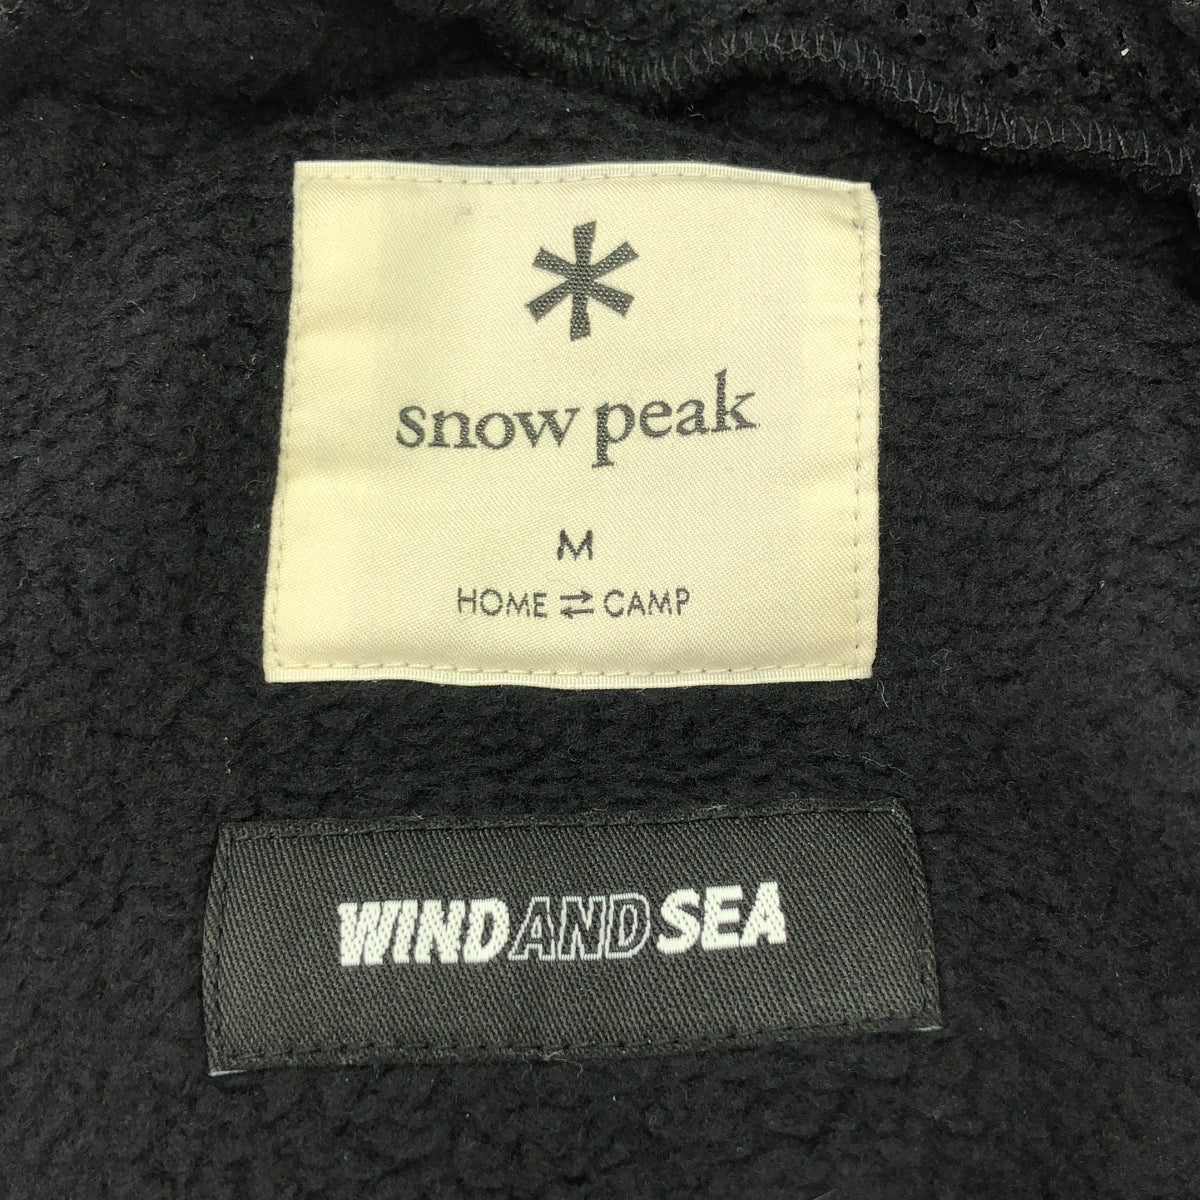 snow peak
M
HOME ⇄ CAMP
WINDANDSEA